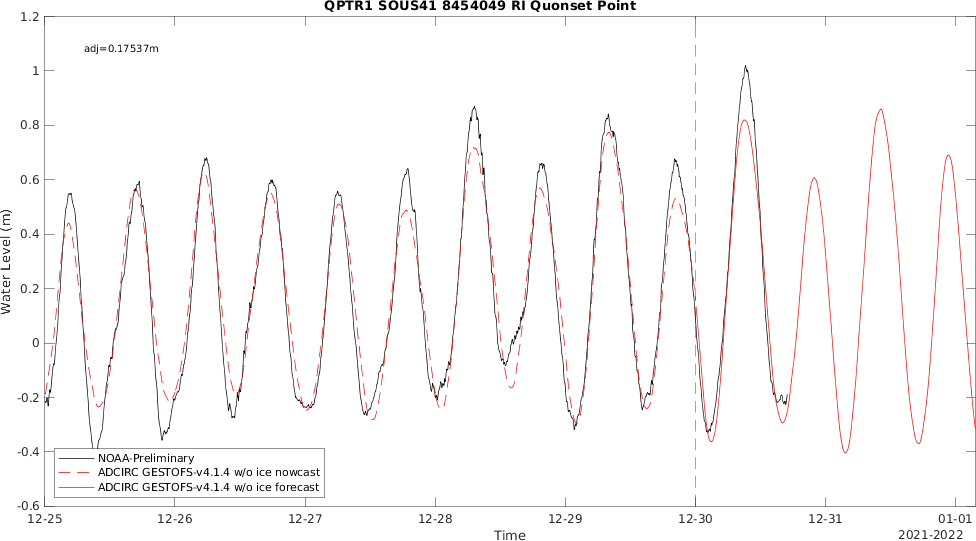 QPTR1 SOUS41 8454049 RI Quonset Point
adj=0.17537m
1.2
1
0.8
0.6
0.4
0.2
0
-0.2
-0.4
-0.6
Water Level (m)
NOAA-Preliminary
ADCIRC GESTOFS-v4.1.4 w/o ice nowcast
ADCIRC GESTOFS-v4.1.4 w/o ice forecast
12-25 12-26 12-27 12-28 12-29 12-30 12-31 01-01
Time
2021-2022